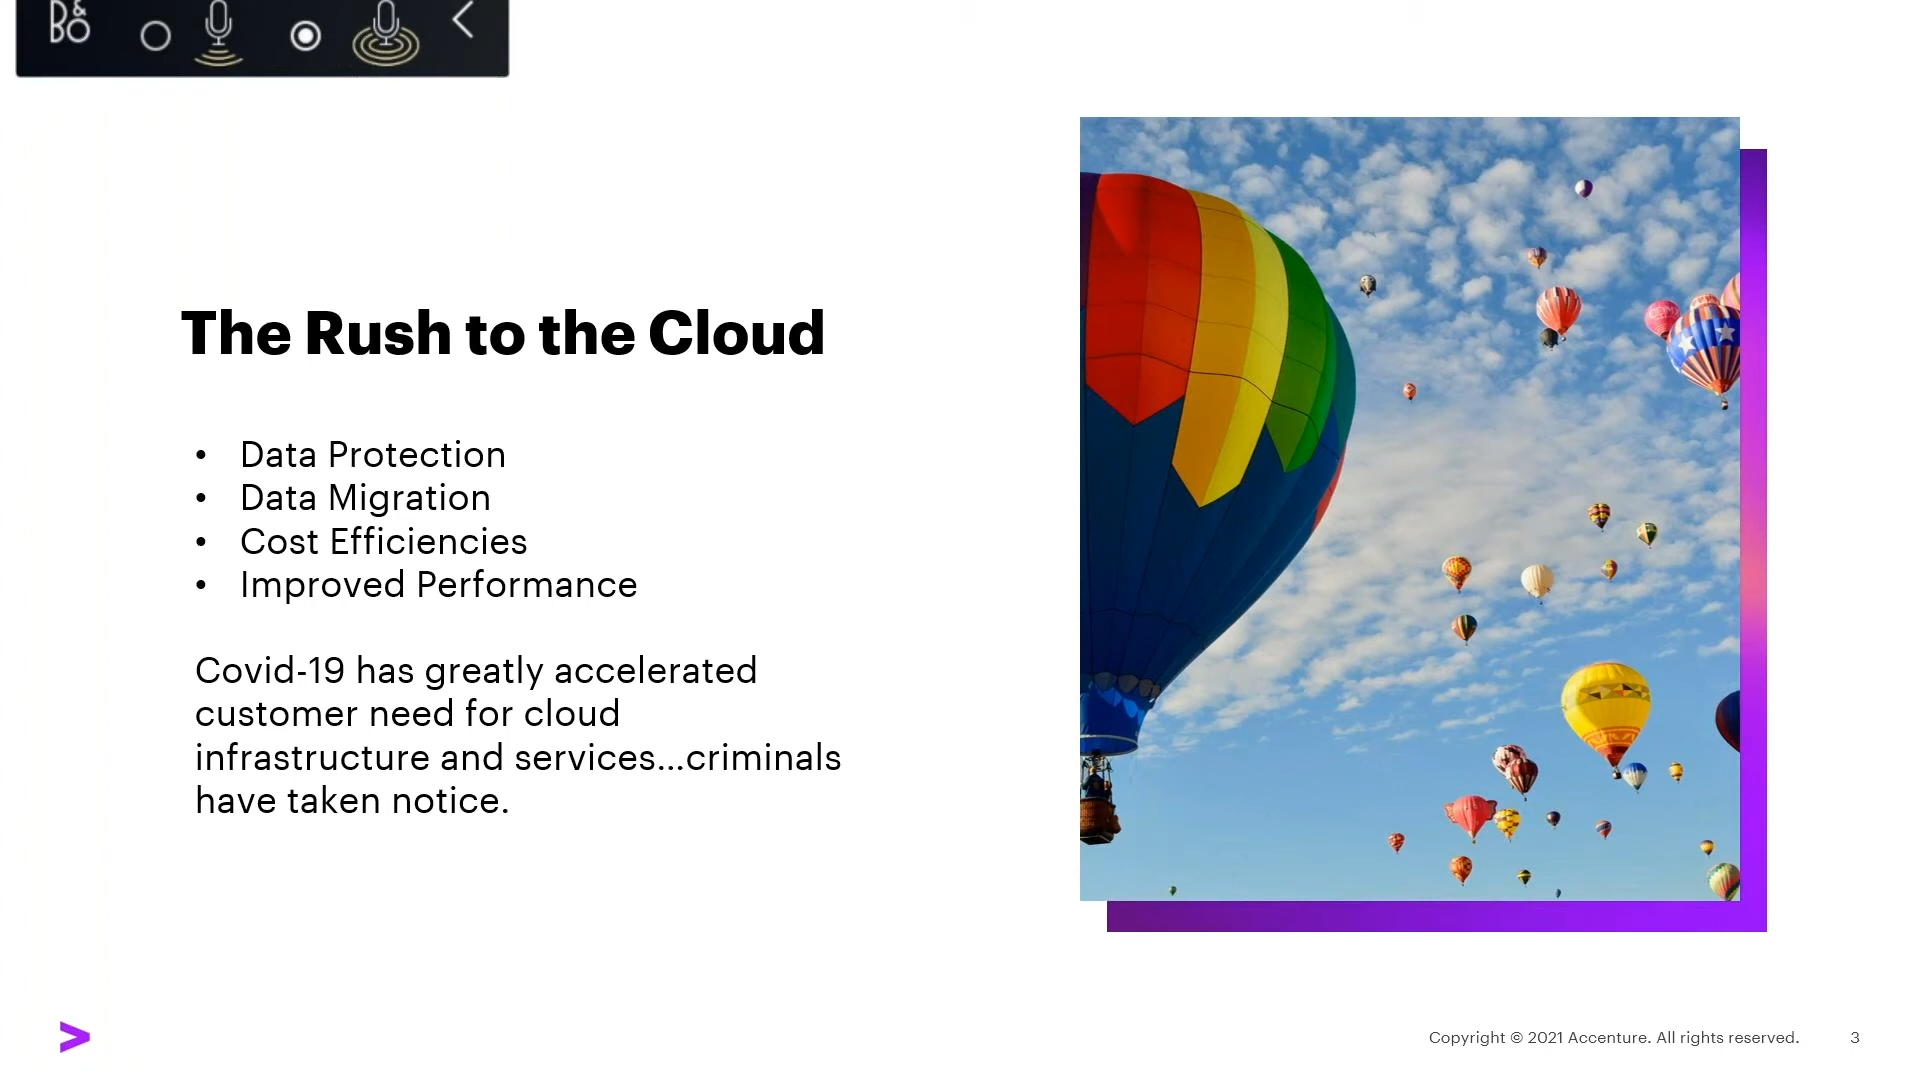 B&O
The Rush to the Cloud
• Data Protection
• Data Migration
• Cost Efficiencies
• Improved Performance
Covid-19 has greatly accelerated
customer need for cloud
infrastructure and services...criminals
have taken notice.
>
Copyright © 2021 Accenture. All rights reserved. 3